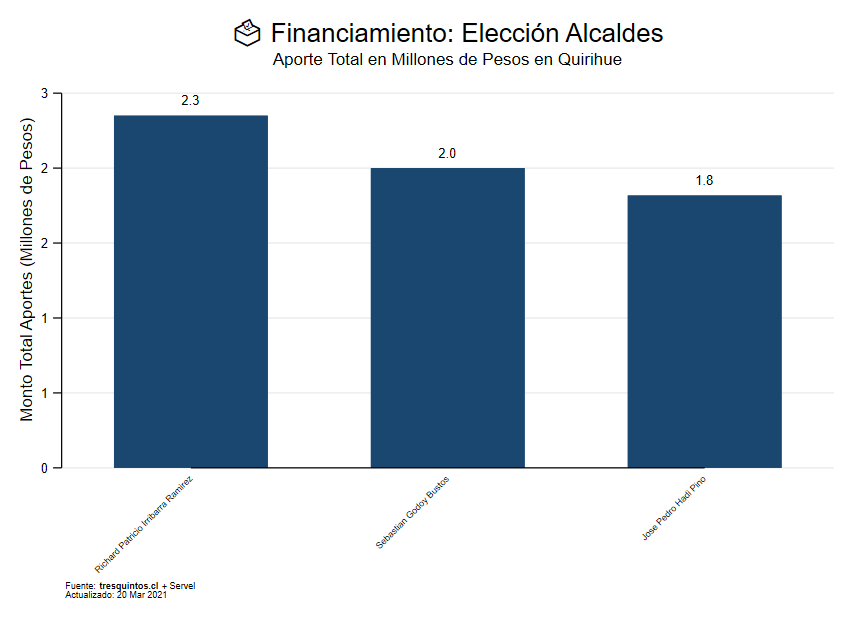 Financiamiento: Elección Alcaldes
Aporte Total en Millones de Pesos en Quirihue
Monto Total Aportes (Millones de Pesos)
3
2
2
1
1
0
2.3
2.0
1.8
Richard Patricio Irribarra Ramirez
Sebastian Godoy Bustos
Jose Pedro Hadi Pino
Fuente: tresquintos.cl + Servel
Actualizado: 20 Mar 2021